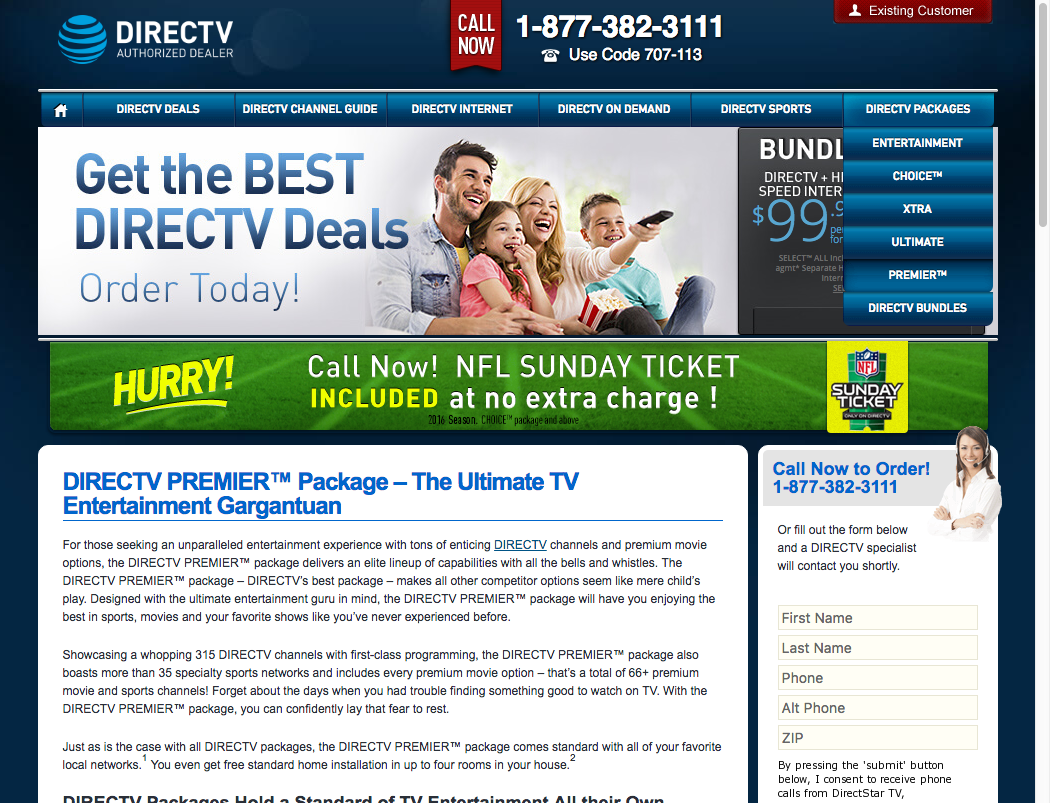 DIRECTV
AUTHORIZED DEALER
CALL
NOW
1-877-382-3111
Use Code 707-113
Existing Customer
DIRECTV DEALS
DIRECTV CHANNEL GUIDE
DIRECTV INTERNET
DIRECTV ON DEMAND
DIRECTV SPORTS
DIRECTV PACKAGES
ENTERTAINMENT
CHOICE™
XTRA
ULTIMATE
PREMIER™
DIRECTV BUNDLES
Get the BEST
DIRECTV Deals
Order Today!
BUNDL
DIRECTV + HI
SPEED INTER
$99.9
per
for
SELECT™ ALL Incl
agmt* Separate H
Intern
SE
HURRY!
Call Now! NFL SUNDAY TICKET
INCLUDED at no extra charge !
2016 Season. CHOICE™ package and above
NFL
SUNDAY
TICKET
ONLY ON DIRECTV
DIRECTV PREMIER™ Package – The Ultimate TV
Entertainment Gargantuan
For those seeking an unparalleled entertainment experience with tons of enticing DIRECTV channels and premium movie
options, the DIRECTV PREMIER™ package delivers an elite lineup of capabilities with all the bells and whistles. The
DIRECTV PREMIER™ package – DIRECTV's best package – makes all other competitor options seem like mere child's
play. Designed with the ultimate entertainment guru in mind, the DIRECTV PREMIER™ package will have you enjoying the
best in sports, movies and your favorite shows like you've never experienced before.
Showcasing a whopping 315 DIRECTV channels with first-class programming, the DIRECTV PREMIER™ package also
boasts more than 35 specialty sports networks and includes every premium movie option – that's a total of 66+ premium
movie and sports channels! Forget about the days when you had trouble finding something good to watch on TV. With the
DIRECTV PREMIER™ package, you can confidently lay that fear to rest.
Just as is the case with all DIRECTV packages, the DIRECTV PREMIER™ package comes standard with all of your favorite
local networks.1 You even get free standard home installation in up to four rooms in your house.2
DIRECTV Packages Hold a Standard of TV Entertainment All their Own
Call Now to Order!
1-877-382-3111
Or fill out the form below
and a DIRECTV specialist
will contact you shortly.
First Name
Last Name
Phone
Alt Phone
ZIP
By pressing the 'submit' button
below, I consent to receive phone
calls from DirectStar TV,